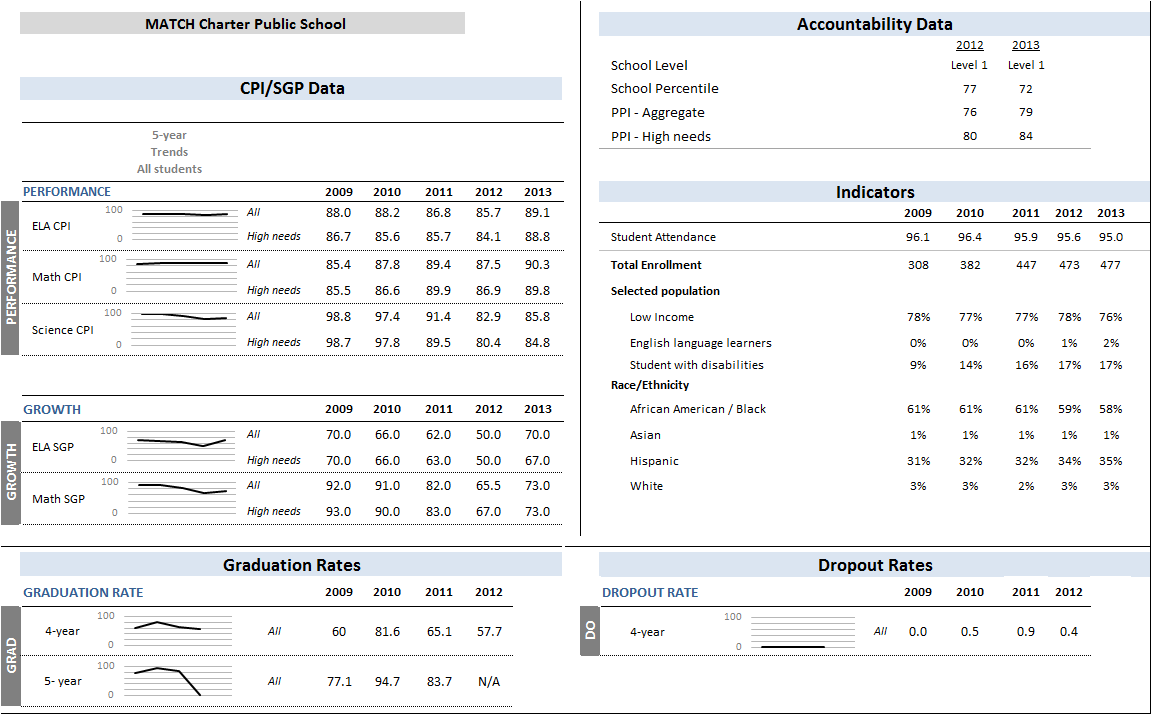 MATCH Charter Public School
CPI/SGP Data
5-year
Trends
All students
PERFORMANCE 2009 2010 2011 2012 2013
PERFORMANCE
ELA CPI 100 0 All 88.0 88.2 86.8 85.7 89.1
High needs 86.7 85.6 85.7 84.1 88.8
Math CPI 100 0 All 85.4 87.8 89.4 87.5 90.3
High needs 85.5 86.6 89.9 86.9 89.8
Science CPI 100 0 All 98.8 97.4 91.4 82.9 85.8
High needs 98.7 97.8 89.5 80.4 84.8
GROWTH 2009 2010 2011 2012 2013
GROWTH
ELA SGP 100 0 All 70.0 66.0 62.0 50.0 70.0
High needs 70.0 66.0 63.0 50.0 67.0
Math SGP 100 0 All 92.0 91.0 82.0 65.5 73.0
High needs 93.0 90.0 83.0 67.0 73.0
Accountability Data
2012 2013
School Level Level 1 Level 1
School Percentile 77 72
PPI - Aggregate 76 79
PPI - High needs 80 84
Indicators
2009 2010 2011 2012 2013
Student Attendance 96.1 96.4 95.9 95.6 95.0
Total Enrollment 308 382 447 473 477
Selected population
Low Income 78% 77% 77% 78% 76%
English language learners 0% 0% 0% 1% 2%
Student with disabilities 9% 14% 16% 17% 17%
Race/Ethnicity
African American / Black 61% 61% 61% 59% 58%
Asian 1% 1% 1% 1% 1%
Hispanic 31% 32% 32% 34% 35%
White 3% 3% 2% 3% 3%
Graduation Rates
GRADUATION RATE 2009 2010 2011 2012
GRAD
4-year 100 0 All 60 81.6 65.1 57.7
5- year 100 0 All 77.1 94.7 83.7 N/A
Dropout Rates
DROPOUT RATE 2009 2010 2011 2012
DO
4-year 100 0 All 0.0 0.5 0.9 0.4